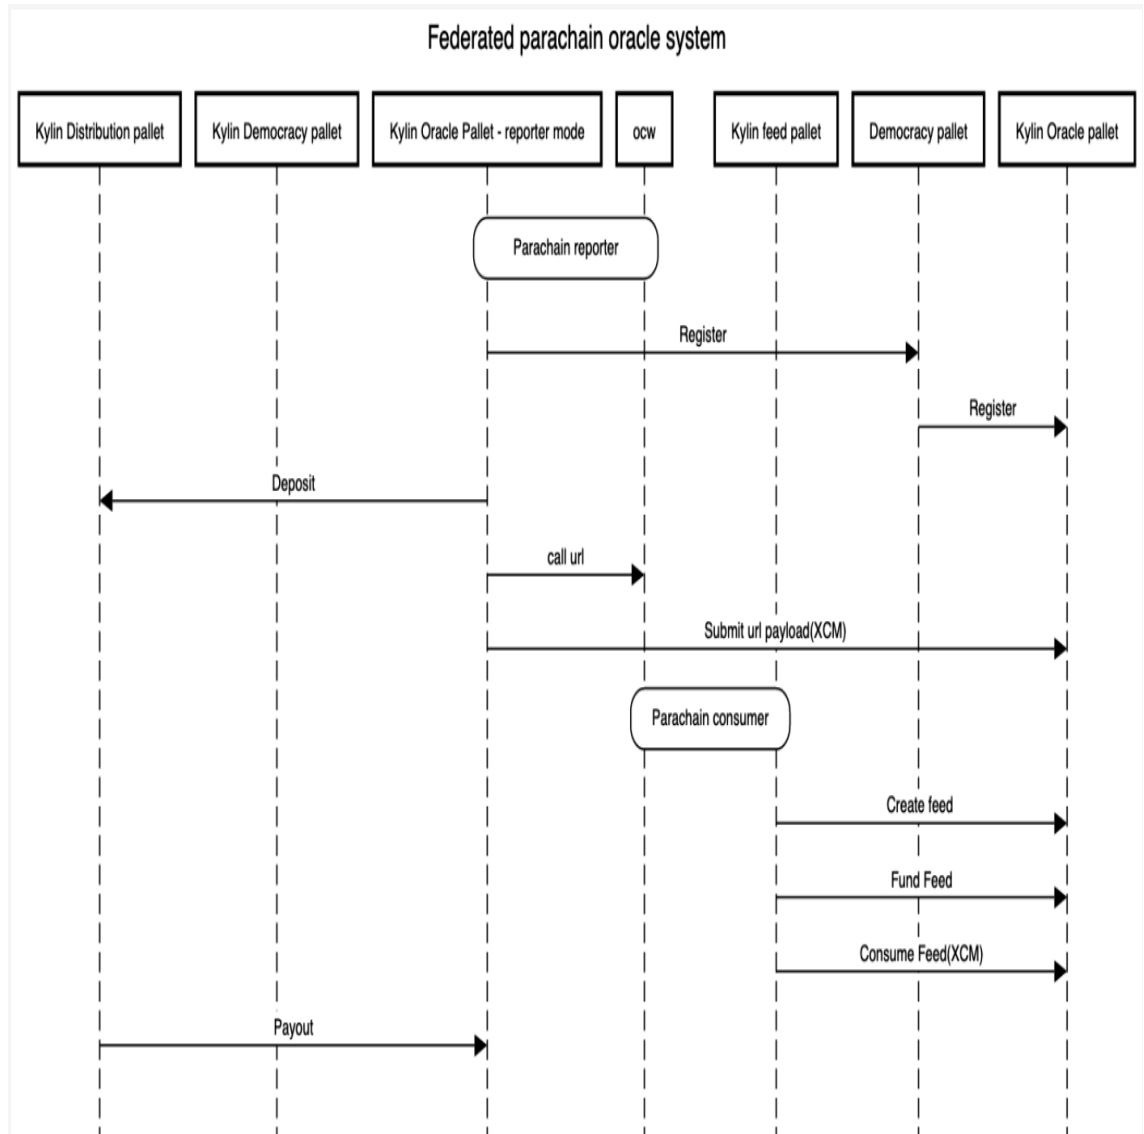 Federated parachain oracle system
Kylin Distribution pallet
Kylin Democracy pallet
Kylin Oracle Pallet - reporter mode
ocw
Kylin feed pallet
Democracy pallet
Kylin Oracle pallet
Parachain reporter
Register
Register
Deposit
call url
Submit url payload(XCM)
Parachain consumer
Create feed
Fund Feed
Consume Feed(XCM)
Payout